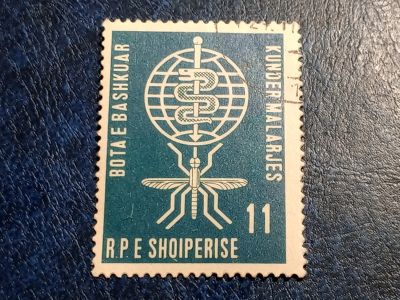 BOTA E BASHKUAR
KUNDER MALARJES
11
R.P E SHQIPERISE